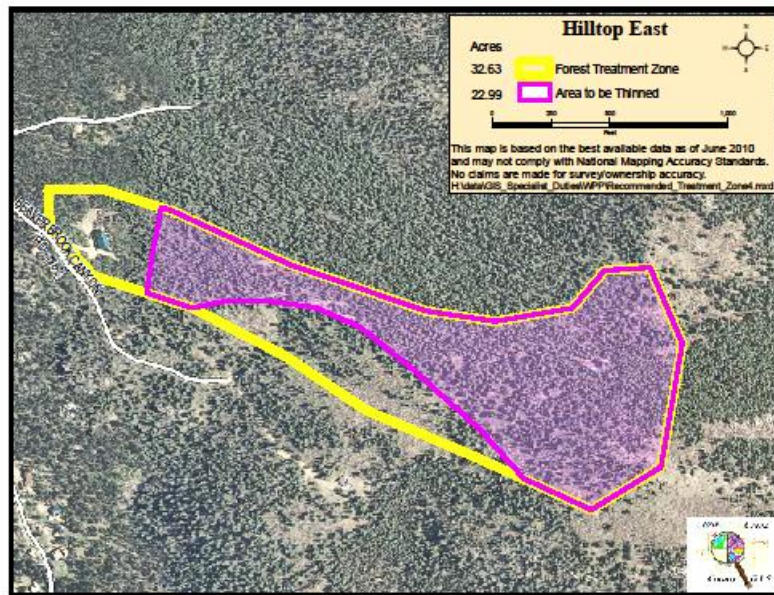 Hilltop East
Acres
32.63 Forest Treatment Zone
22.99 Area to be Thinned
0 250 500 1,000
Feet
This map is based on the best available data as of June 2010
and may not comply with National Mapping Accuracy Standards.
No claims are made for survey/ownership accuracy.
H:\data\GIS_Specialist_Duties\WPP\Recommended_Treatment_Zone4.mxd